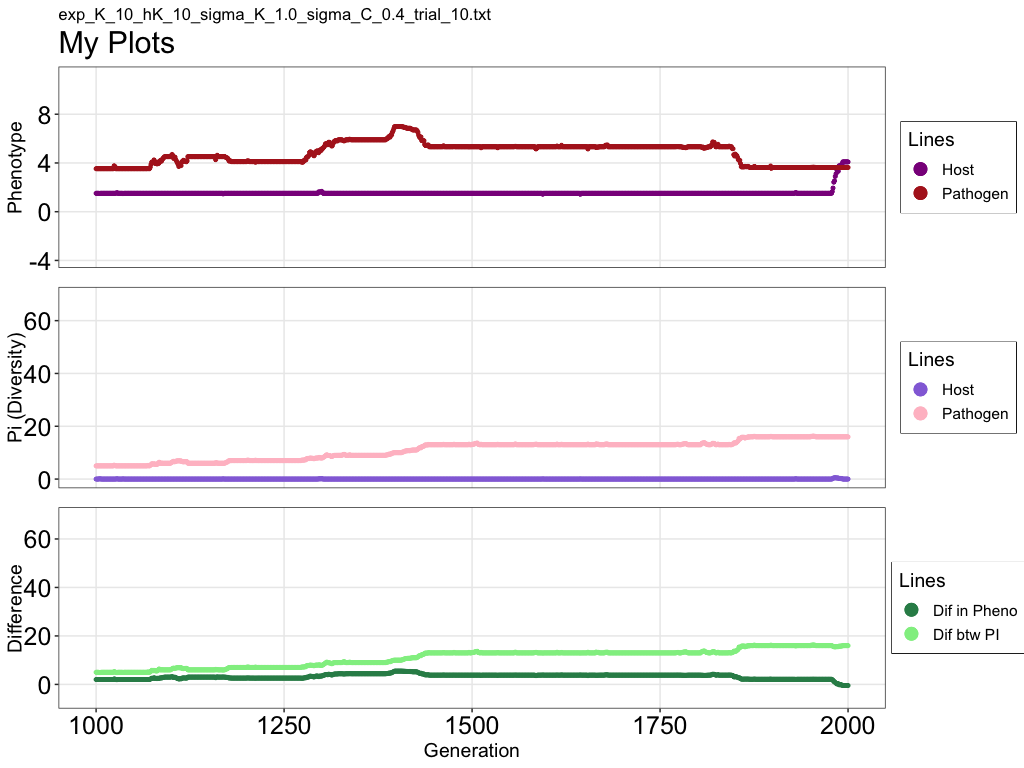 exp_K_10_hK_10_sigma_K_1.0_sigma_C_0.4_trial_10.txt
My Plots
Phenotype
8
4
0
-4
Lines
Host
Pathogen
Pi (Diversity)
60
40
20
0
Lines
Host
Pathogen
Difference
60
40
20
0
Lines
Dif in Pheno
Dif btw PI
1000 1250 1500 1750 2000
Generation